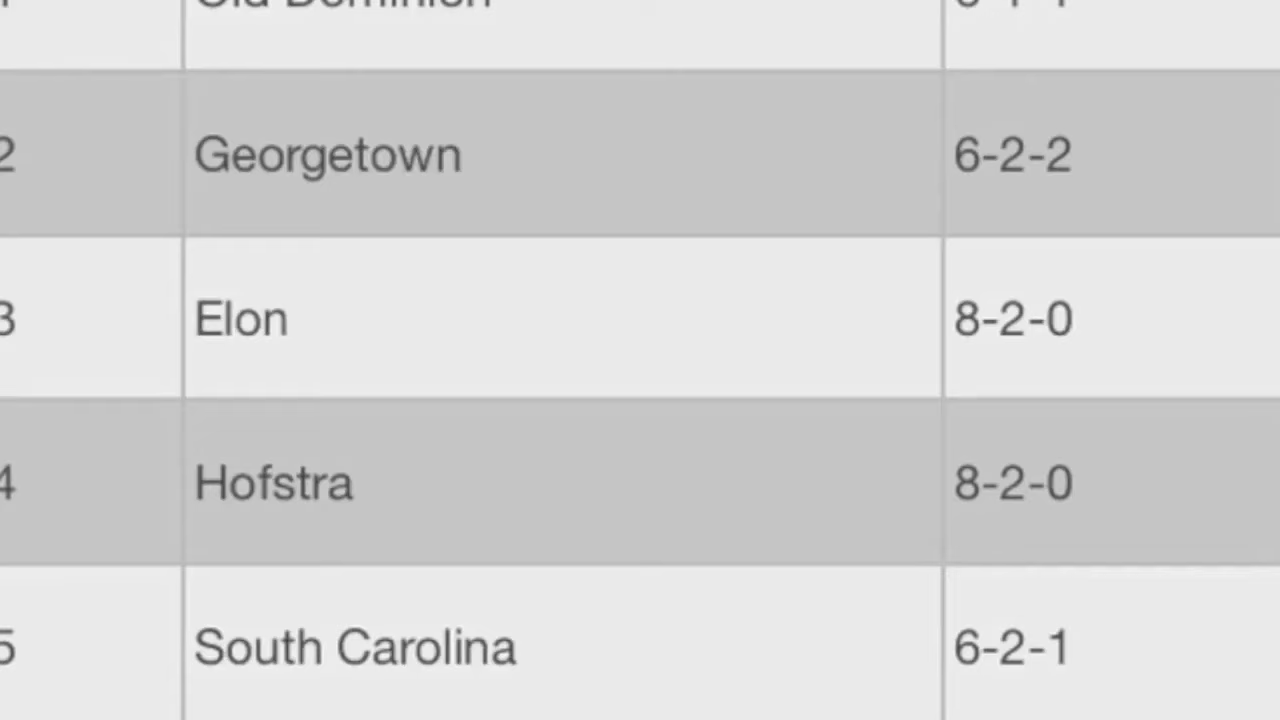 Old Dominion
2 Georgetown 6-2-2
3 Elon 8-2-0
4 Hofstra 8-2-0
5 South Carolina 6-2-1